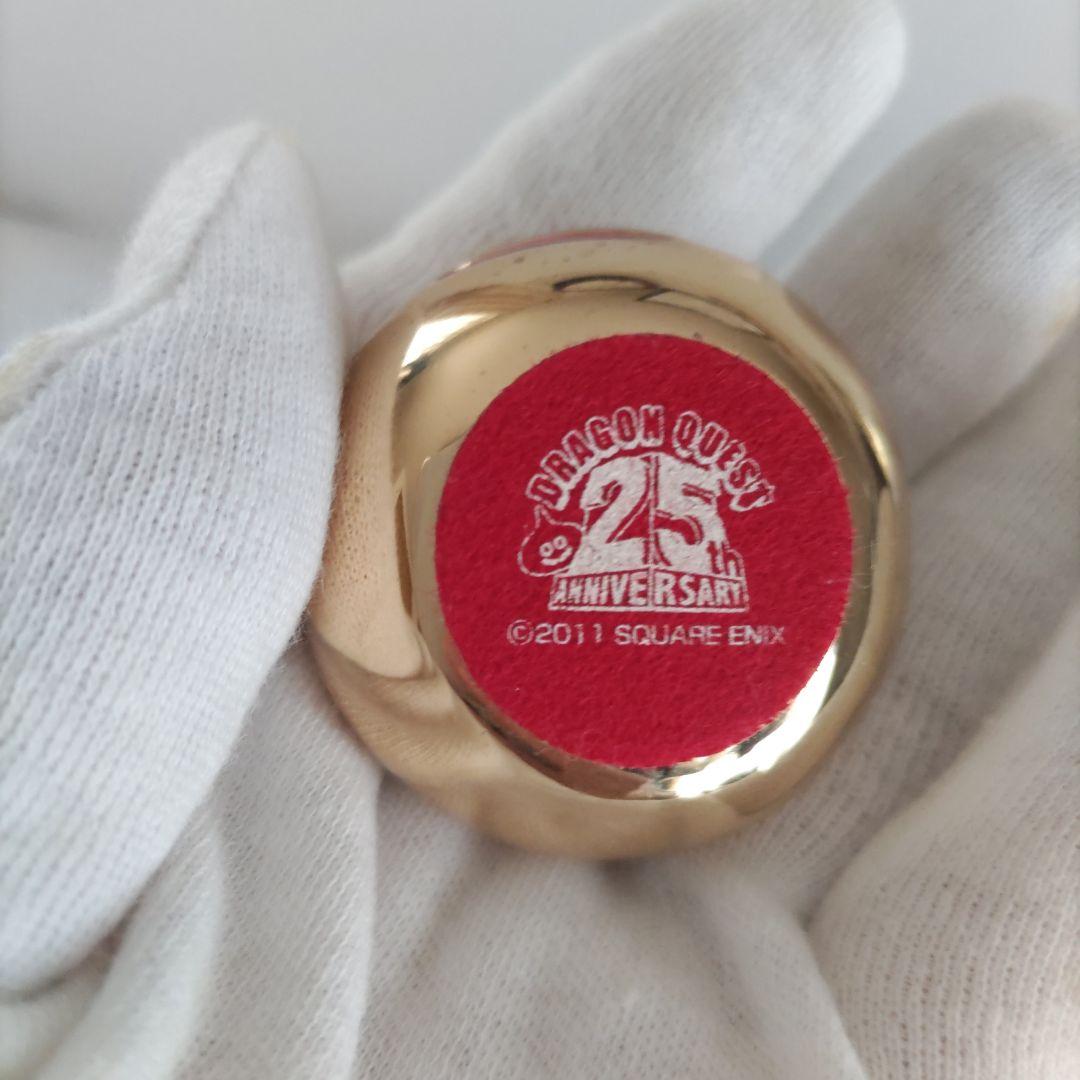 DRAGON QUEST
25th
ANNIVERSARY
©2011 SQUARE ENIX